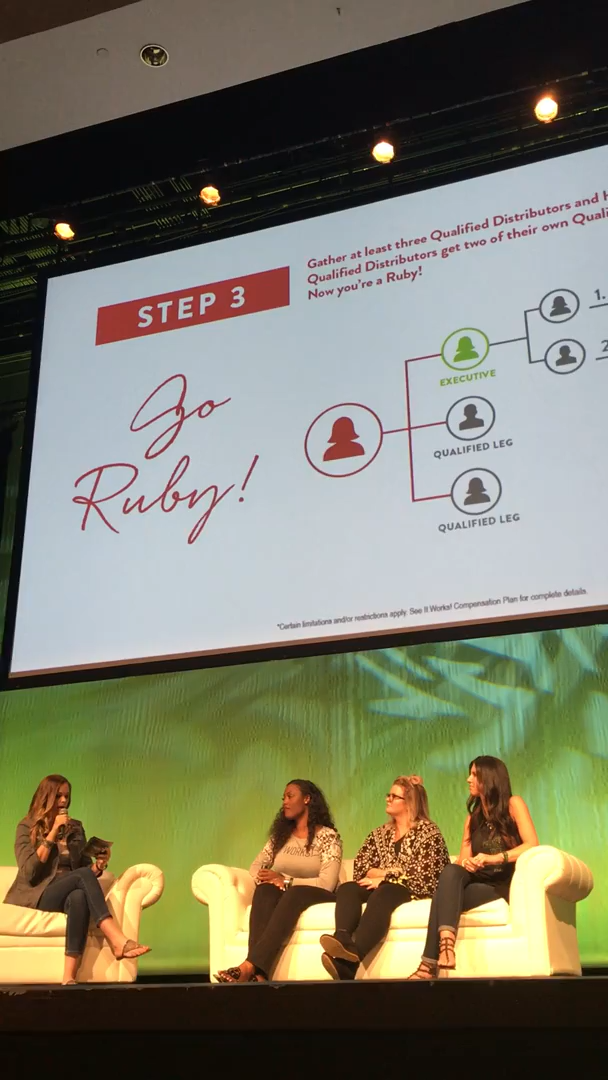 Gather at least three Qualified Distributors and
Qualified Distributors get two of their own
Now you're a Ruby!
STEP 3
Go
Ruby!
EXECUTIVE
1.
2
QUALIFIED LEG
QUALIFIED LEG
*Certain limitations and/or restrictions apply. See It Works! Compensation Plan for complete details.